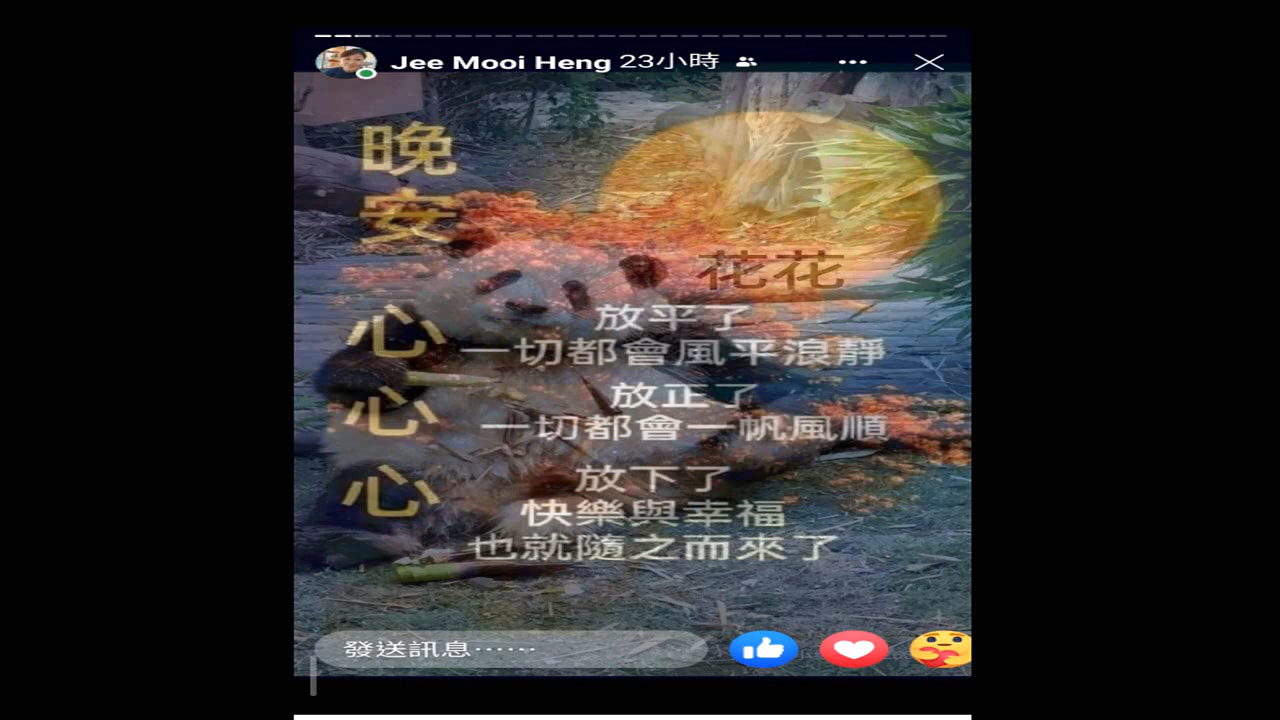 Jee Mooi Heng 23小時
晚安
花花
心 放平了
一切都會風平浪靜
心 放正了
一切都會一帆風順
心 放下了
快樂與幸福
也就隨之而來了
發送訊息……